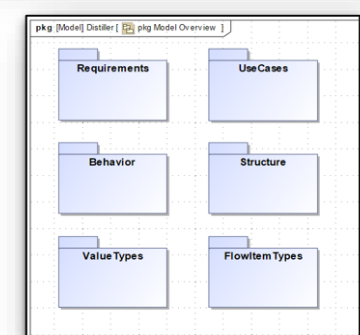 pkg [Model] Distiller [ pkg Model Overview ]
Requirements UseCases
Behavior Structure
ValueTypes FlowItemTypes